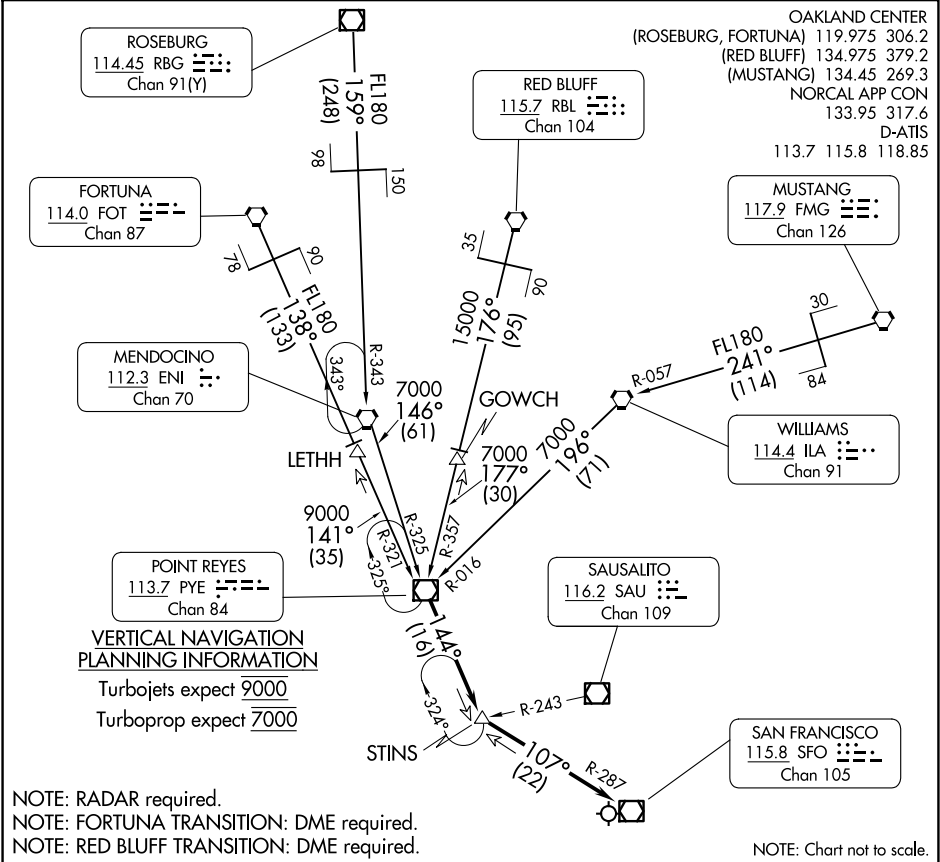 OAKLAND CENTER
(ROSEBURG, FORTUNA) 119.975 306.2
(RED BLUFF) 134.975 379.2
(MUSTANG) 134.45 269.3
NORCAL APP CON
133.95 317.6
D-ATIS
113.7 115.8 118.85
ROSEBURG
114.45 RBG
Chan 91(Y)
FL180
159°
(248)
98
150
RED BLUFF
115.7 RBL
Chan 104
FORTUNA
114.0 FOT
Chan 87
MUSTANG
117.9 FMG
Chan 126
78
90
FL180
138°
(133)
35
90
15000
176°
(95)
30
84
FL180
241°
(114)
R-057
MENDOCINO
112.3 ENI
Chan 70
343°
R-343
7000
146°
(61)
GOWCH
WILLIAMS
114.4 ILA
Chan 91
LETHH
7000
177°
(30)
7000
196°
(71)
9000
141°
(35)
R-321
R-325
R-357
R-016
325°
POINT REYES
113.7 PYE
Chan 84
SAUSALITO
116.2 SAU
Chan 109
VERTICAL NAVIGATION
PLANNING INFORMATION
Turbojets expect 9000
Turboprop expect 7000
144°
(16)
R-243
324°
STINS
107°
(22)
R-287
SAN FRANCISCO
115.8 SFO
Chan 105
NOTE: RADAR required.
NOTE: FORTUNA TRANSITION: DME required.
NOTE: RED BLUFF TRANSITION: DME required.
NOTE: Chart not to scale.